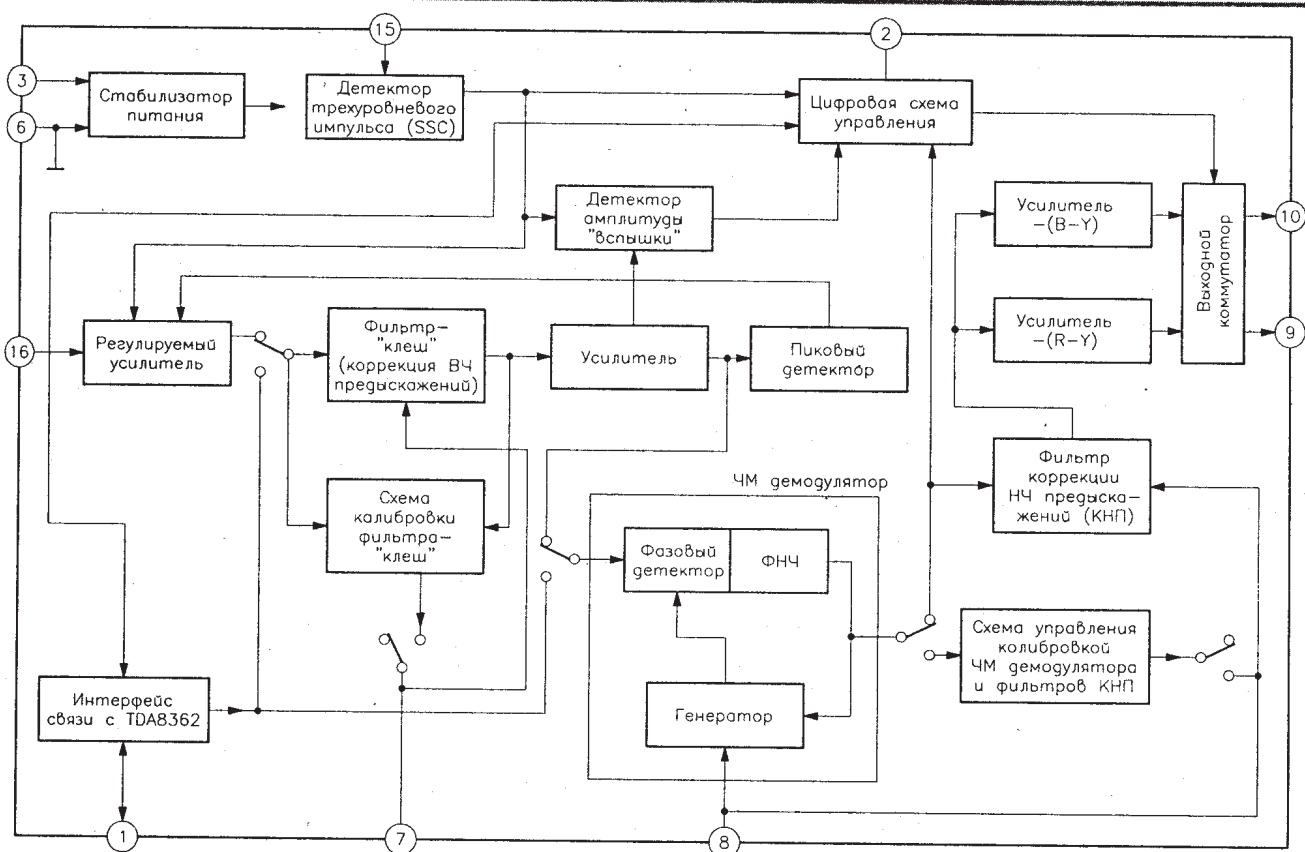 15
2
3
Стабилизатор
питания
Детектор
трехуровневого
импульса (SSC)
Цифровая схема
управления
6
Детектор
амплитуды
"вспышки"
Усилитель
-(B-Y)
Выходной
коммутатор
10
16
Регулируемый
усилитель
Фильтр-
"клеш"
(коррекция ВЧ
предыскажений)
Усилитель
Пиковый
детектор
Усилитель
-(R-Y)
9
Схема
калибровки
фильтра-
"клеш"
ЧМ демодулятор
Фазовый
детектор
ФНЧ
Фильтр
коррекции
НЧ предыска-
жений (КНП)
Интерфейс
связи с TDA8362
Генератор
Схема управления
колибровкой
ЧМ демодулятора
и фильтров КНП
1
7
8